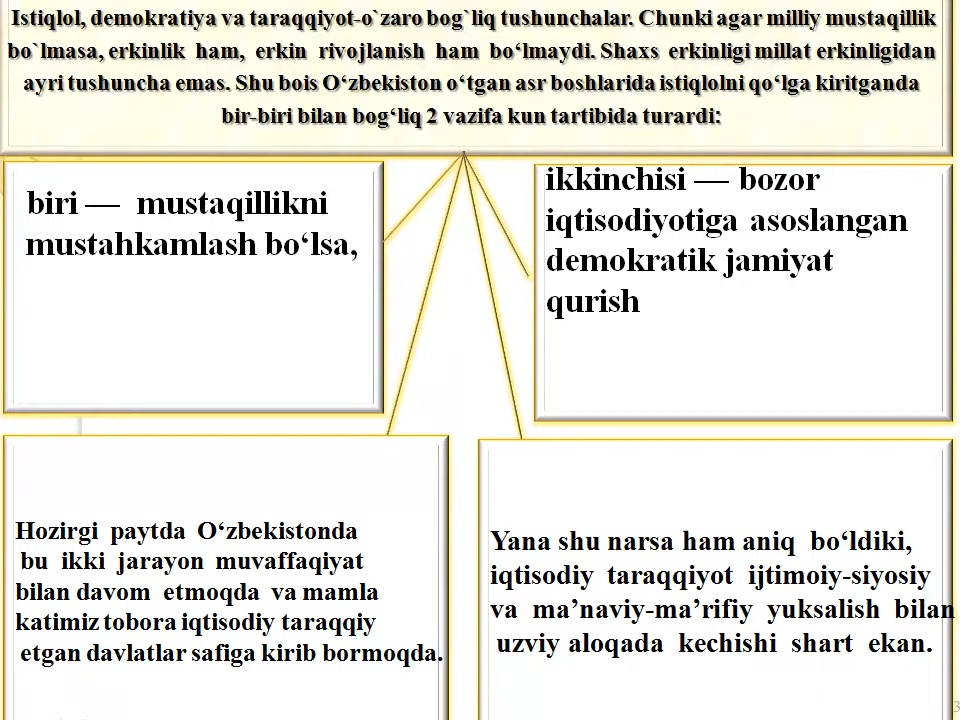 Istiqlol, demokratiya va taraqqiyot-o`zaro bog`liq tushunchalar. Chunki agar milliy mustaqillik
bo`lmasa, erkinlik ham, erkin rivojlanish ham bo‘lmaydi. Shaxs erkinligi millat erkinligidan
ayri tushuncha emas. Shu bois O‘zbekiston o‘tgan asr boshlarida istiqlolni qo‘lga kiritganda
bir-biri bilan bog‘liq 2 vazifa kun tartibida turardi:
biri — mustaqillikni
mustahkamlash bo‘lsa,
ikkinchisi — bozor
iqtisodiyotiga asoslangan
demokratik jamiyat
qurish
Hozirgi paytda O‘zbekistonda
bu ikki jarayon muvaffaqiyat
bilan davom etmoqda va mamla
katimiz tobora iqtisodiy taraqqiy
etgan davlatlar safiga kirib bormoqda.
Yana shu narsa ham aniq bo‘ldiki,
iqtisodiy taraqqiyot ijtimoiy-siyosiy
va ma’naviy-ma’rifiy yuksalish bilan
uzviy aloqada kechishi shart ekan.
3